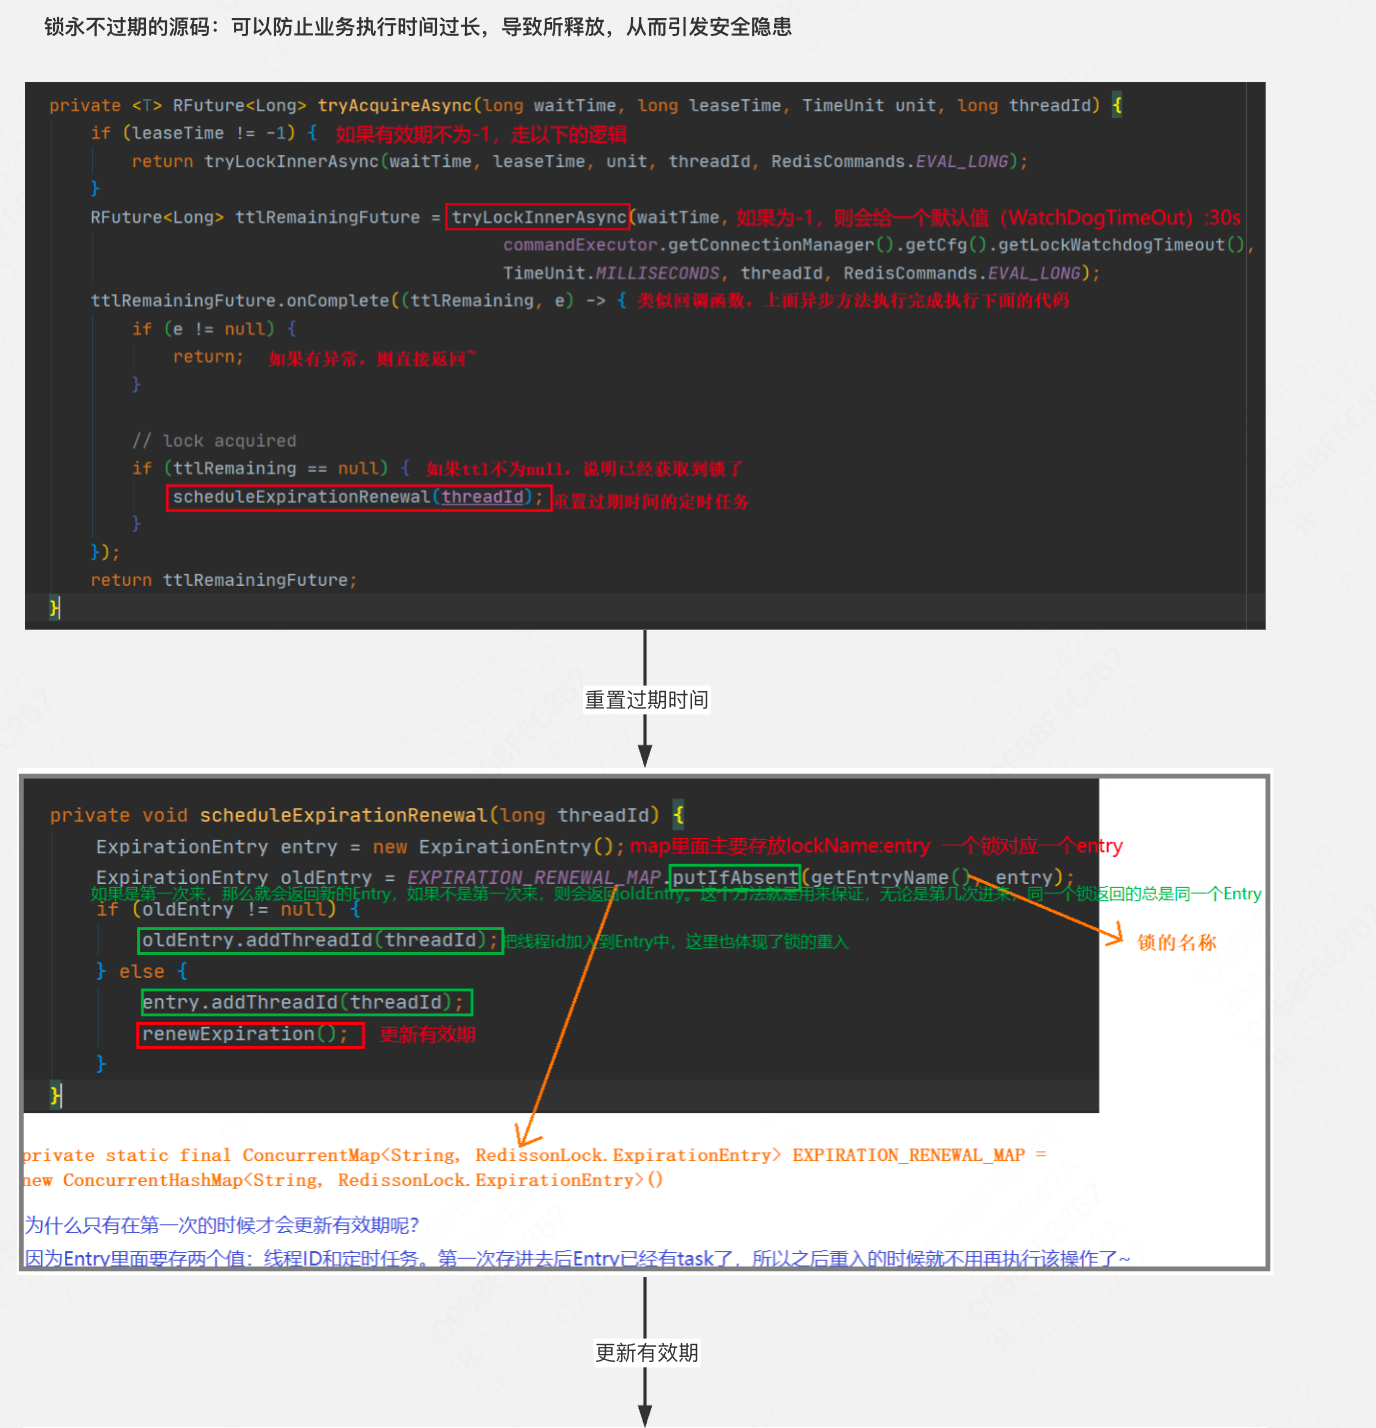 锁永不过期的源码：可以防止业务执行时间过长，导致所释放，从而引发安全隐患
private <T> RFuture<Long> tryAcquireAsync(long waitTime, long leaseTime, TimeUnit unit, long threadId) {
if (leaseTime != -1) { 如果有效期不为-1，走以下的逻辑
return tryLockInnerAsync(waitTime, leaseTime, unit, threadId, RedisCommands.EVAL_LONG);
}
RFuture<Long> ttlRemainingFuture = tryLockInnerAsync(waitTime, 如果为-1，则会给一个默认值（WatchDogTimeOut）:30s
commandExecutor.getConnectionManager().getCfg().getLockWatchdogTimeout(),
TimeUnit.MILLISECONDS, threadId, RedisCommands.EVAL_LONG);
ttlRemainingFuture.onComplete((ttlRemaining, e) -> { 类似回调函数，上面异步方法执行完成执行下面的代码
if (e != null) {
return; 如果有异常，则直接返回~
}
// lock acquired
if (ttlRemaining == null) { 如果ttl不为null，说明已经获取到锁了
scheduleExpirationRenewal(threadId); 重置过期时间的定时任务
}
});
return ttlRemainingFuture;
}
重置过期时间
private void scheduleExpirationRenewal(long threadId) {
ExpirationEntry entry = new ExpirationEntry(); map里面主要存放lockName:entry 一个锁对应一个entry
ExpirationEntry oldEntry = EXPIRATION_RENEWAL_MAP.putIfAbsent(getEntryName(), entry);
如果是第一次来，那么就会返回新的Entry，如果不是第一次来，则会返回oldEntry。这个方法就是用来保证，无论是第几次进来，同一个锁返回的总是同一个Entry
if (oldEntry != null) {
oldEntry.addThreadId(threadId); 把线程id加入到Entry中，这里也体现了锁的重入
锁的名称
} else {
entry.addThreadId(threadId);
renewExpiration(); 更新有效期
}
}
private static final ConcurrentMap<String, RedissonLock.ExpirationEntry> EXPIRATION_RENEWAL_MAP =
new ConcurrentHashMap<String, RedissonLock.ExpirationEntry>()
为什么只有在第一次的时候才会更新有效期呢？
因为Entry里面要存两个值：线程ID和定时任务。第一次存进去后Entry已经有task了，所以之后重入的时候就不用再执行该操作了~
更新有效期